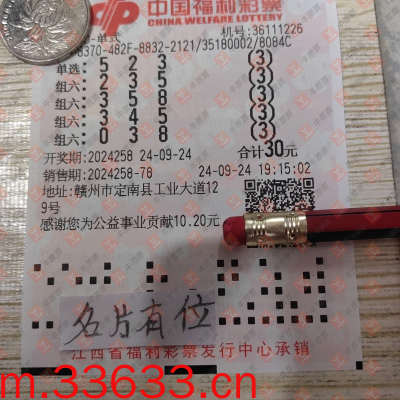 中国福利彩票
CHINA WELFARE LOTTERY
单式 机号:36111226
6370-482F-8832-2121/35180002/8084C
单选: 5 2 3 (3)
组六: 2 3 5 (3)
组六: 3 5 8 (3)
组六: 3 4 5 (3)
组六: 0 3 8 (3)
开奖期:2024258 24-09-24 合计30元
销售期:2024258-78 24-09-24 19:15:02
地址:赣州市定南县工业大道12
9号
感谢您为公益事业贡献10.20元
名片有位
江西省福利彩票发行中心承销
m.33633.cn